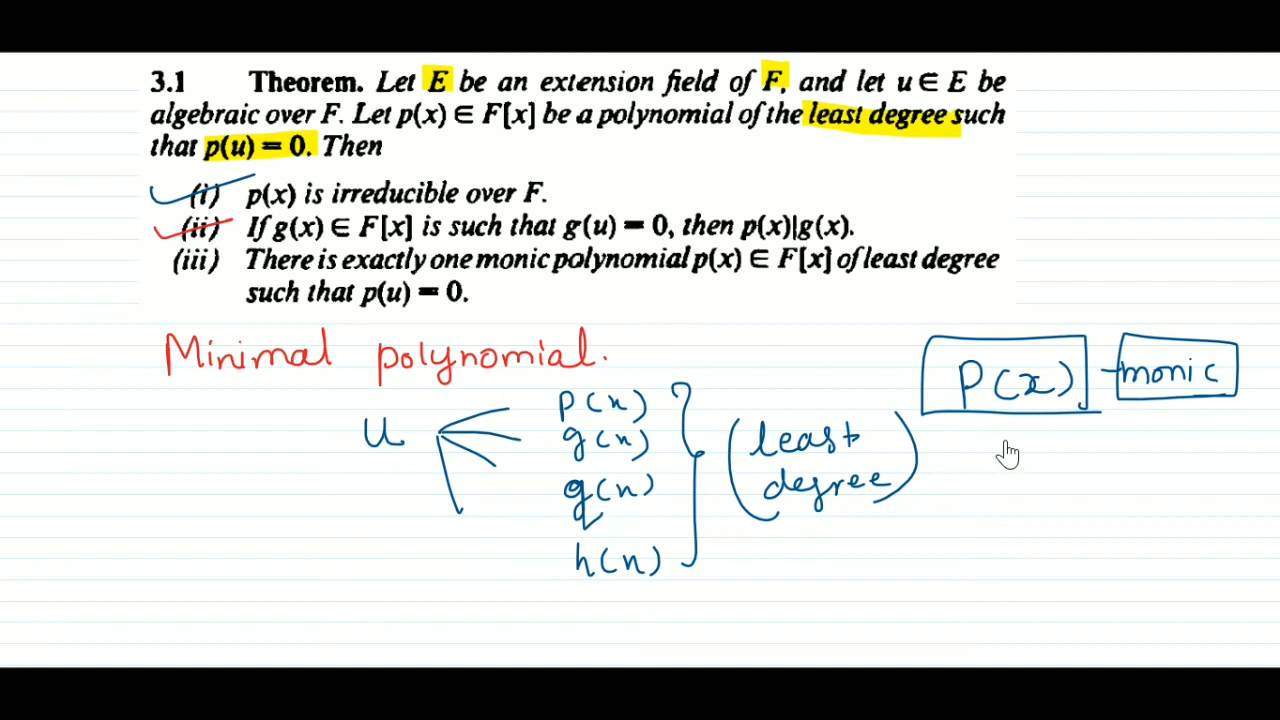 3.1 Theorem. Let E be an extension field of F, and let u ∈ E be
algebraic over F. Let p(x) ∈ F[x] be a polynomial of the least degree such
that p(u) = 0. Then
(i) p(x) is irreducible over F.
(ii) If g(x) ∈ F[x] is such that g(u) = 0, then p(x)|g(x).
(iii) There is exactly one monic polynomial p(x) ∈ F[x] of least degree
such that p(u) = 0.
Minimal polynomial.
P(x) - monic
u
p(x)
g(x)
q(x)
h(x)
(least
degree)